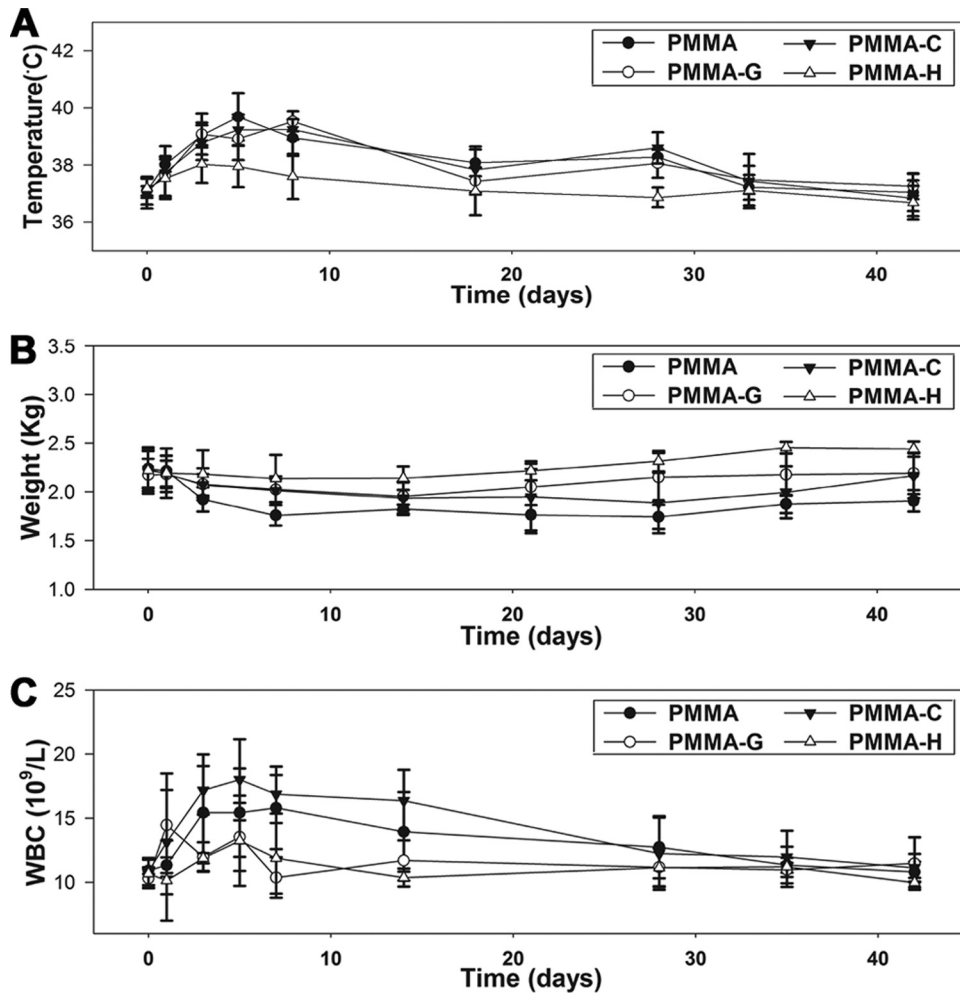 A
Temperature(°C)
42
40
38
36
PMMA
PMMA-C
PMMA-G
PMMA-H
0 10 20 30 40
Time (days)
B
Weight (Kg)
3.5
3.0
2.5
2.0
1.5
1.0
PMMA
PMMA-C
PMMA-G
PMMA-H
0 10 20 30 40
Time (days)
C
WBC (10⁹/L)
25
20
15
10
PMMA
PMMA-C
PMMA-G
PMMA-H
0 10 20 30 40
Time (days)